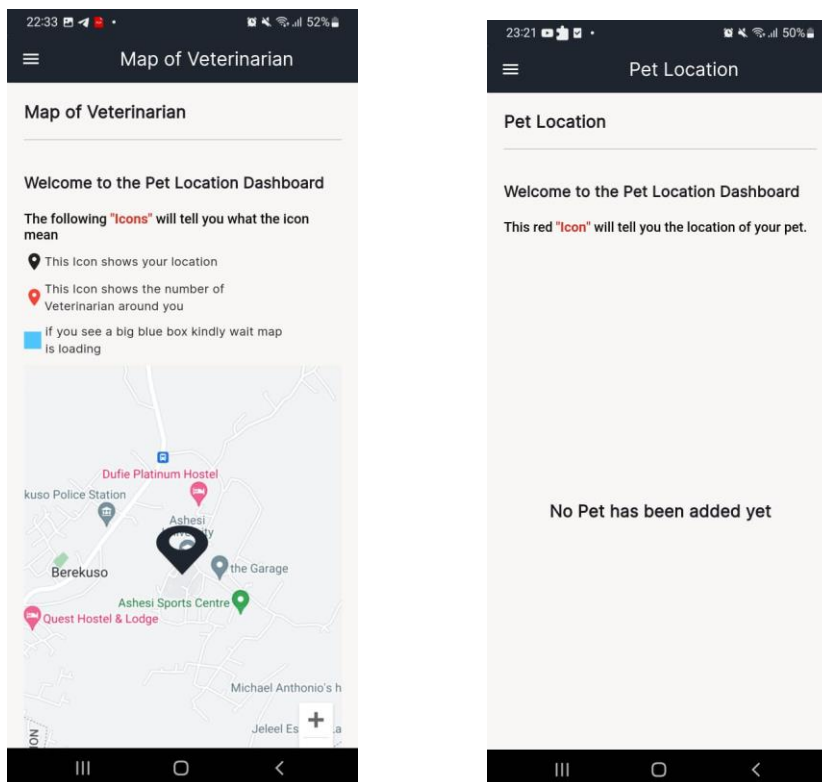 22:33
52%
Map of Veterinarian
Map of Veterinarian
Welcome to the Pet Location Dashboard
The following "Icons" will tell you what the icon
mean
This Icon shows your location
This Icon shows the number of
Veterinarian around you
if you see a big blue box kindly wait map
is loading
Dufie Platinum Hostel
kuso Police Station
Ashesi
Berekuso
the Garage
Ashesi Sports Centre
Quest Hostel & Lodge
Michael Anthonio's h
Jeleel Es
+
23:21
50%
Pet Location
Pet Location
Welcome to the Pet Location Dashboard
This red "Icon" will tell you the location of your pet.
No Pet has been added yet